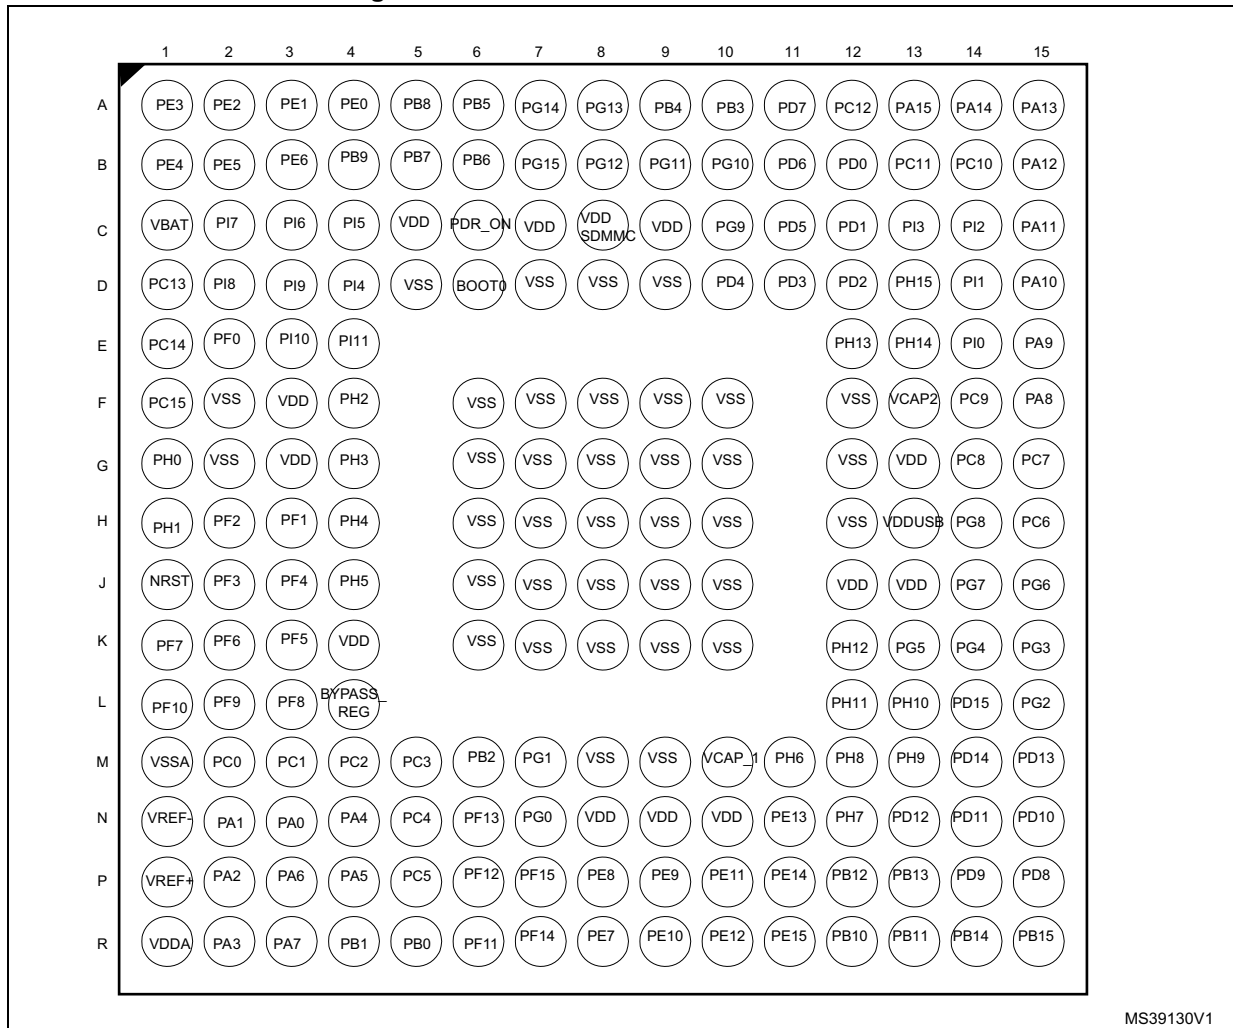 1 2 3 4 5 6 7 8 9 10 11 12 13 14 15
A PE3 PE2 PE1 PE0 PB8 PB5 PG14 PG13 PB4 PB3 PD7 PC12 PA15 PA14 PA13
B PE4 PE5 PE6 PB9 PB7 PB6 PG15 PG12 PG11 PG10 PD6 PD0 PC11 PC10 PA12
C VBAT PI7 PI6 PI5 VDD PDR_ON VDD VDD SDMMC VDD PG9 PD5 PD1 PI3 PI2 PA11
D PC13 PI8 PI9 PI4 VSS BOOT0 VSS VSS VSS PD4 PD3 PD2 PH15 PI1 PA10
E PC14 PF0 PI10 PI11 PH13 PH14 PI0 PA9
F PC15 VSS VDD PH2 VSS VSS VSS VSS VSS VSS VCAP2 PC9 PA8
G PH0 VSS VDD PH3 VSS VSS VSS VSS VSS VSS VDD PC8 PC7
H PH1 PF2 PF1 PH4 VSS VSS VSS VSS VSS VSS VDDUSB PG8 PC6
J NRST PF3 PF4 PH5 VSS VSS VSS VSS VSS VDD VDD PG7 PG6
K PF7 PF6 PF5 VDD VSS VSS VSS VSS VSS PH12 PG5 PG4 PG3
L PF10 PF9 PF8 BYPASS_ REG PH11 PH10 PD15 PG2
M VSSA PC0 PC1 PC2 PC3 PB2 PG1 VSS VSS VCAP_1 PH6 PH8 PH9 PD14 PD13
N VREF- PA1 PA0 PA4 PC4 PF13 PG0 VDD VDD VDD PE13 PH7 PD12 PD11 PD10
P VREF+ PA2 PA6 PA5 PC5 PF12 PF15 PE8 PE9 PE11 PE14 PB12 PB13 PD9 PD8
R VDDA PA3 PA7 PB1 PB0 PF11 PF14 PE7 PE10 PE12 PE15 PB10 PB11 PB14 PB15
MS39130V1